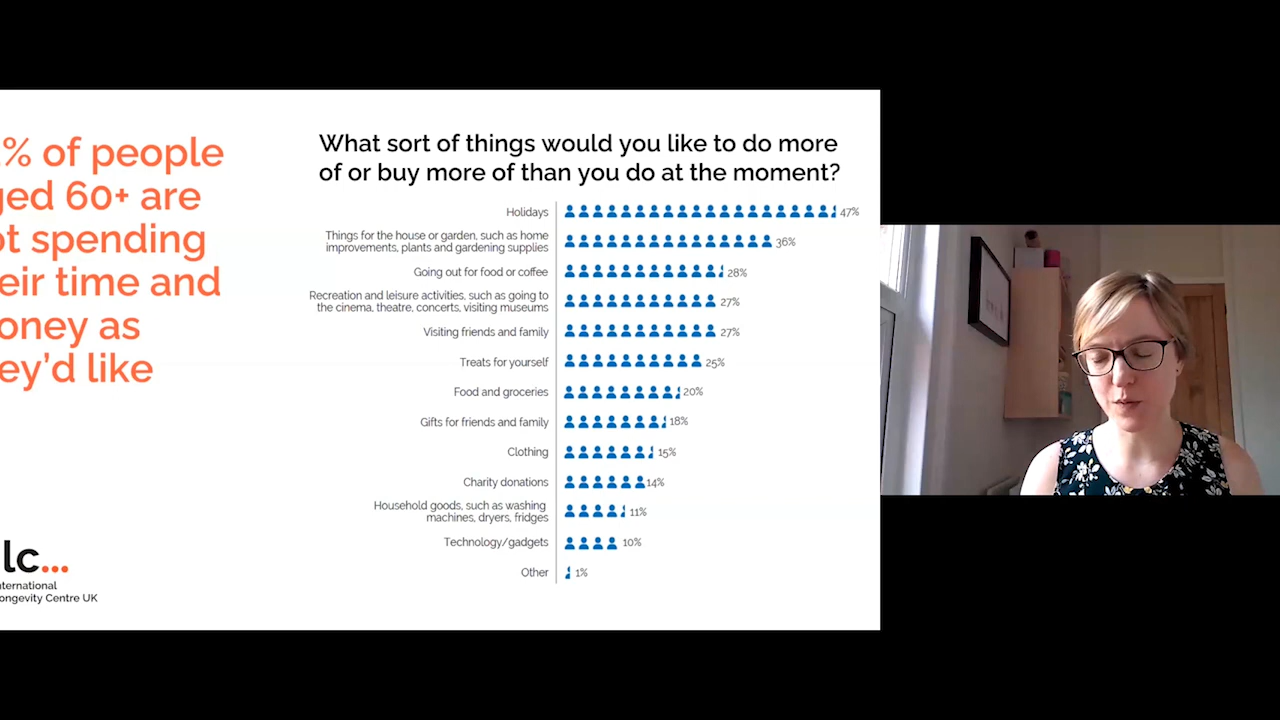 % of people
ged 60+ are
ot spending
eir time and
oney as
ey'd like
What sort of things would you like to do more
of or buy more of than you do at the moment?
Holidays 47%
Things for the house or garden, such as home
improvements, plants and gardening supplies 36%
Going out for food or coffee 28%
Recreation and leisure activities, such as going to
the cinema, theatre, concerts, visiting museums 27%
Visiting friends and family 27%
Treats for yourself 25%
Food and groceries 20%
Gifts for friends and family 18%
Clothing 15%
Charity donations 14%
Household goods, such as washing
machines, dryers, fridges 11%
Technology/gadgets 10%
Other 1%
lc...
nternational
ongevity Centre UK